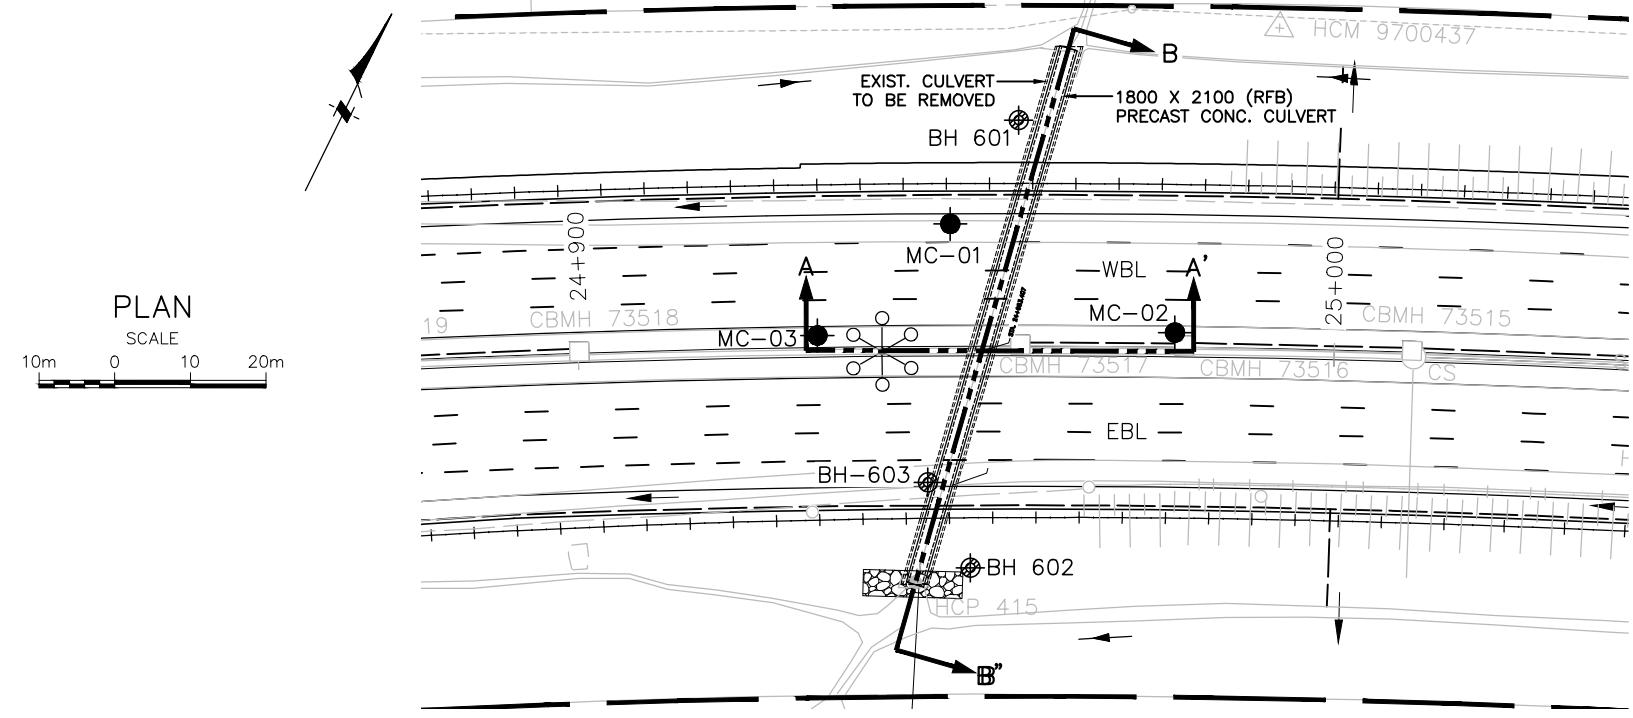 HCM 9700437
B
EXIST. CULVERT
TO BE REMOVED
1800 X 2100 (RFB)
PRECAST CONC. CULVERT
BH 601
24+900
MC-01
25+000
WBL
A
A'
PLAN
SCALE
10m 0 10 20m
19
CBMH 73518
MC-03
MC-02
CBMH 73515
CBMH 73517
CBMH 73516
CS
EBL
BH-603
BH 602
HCP 415
B"